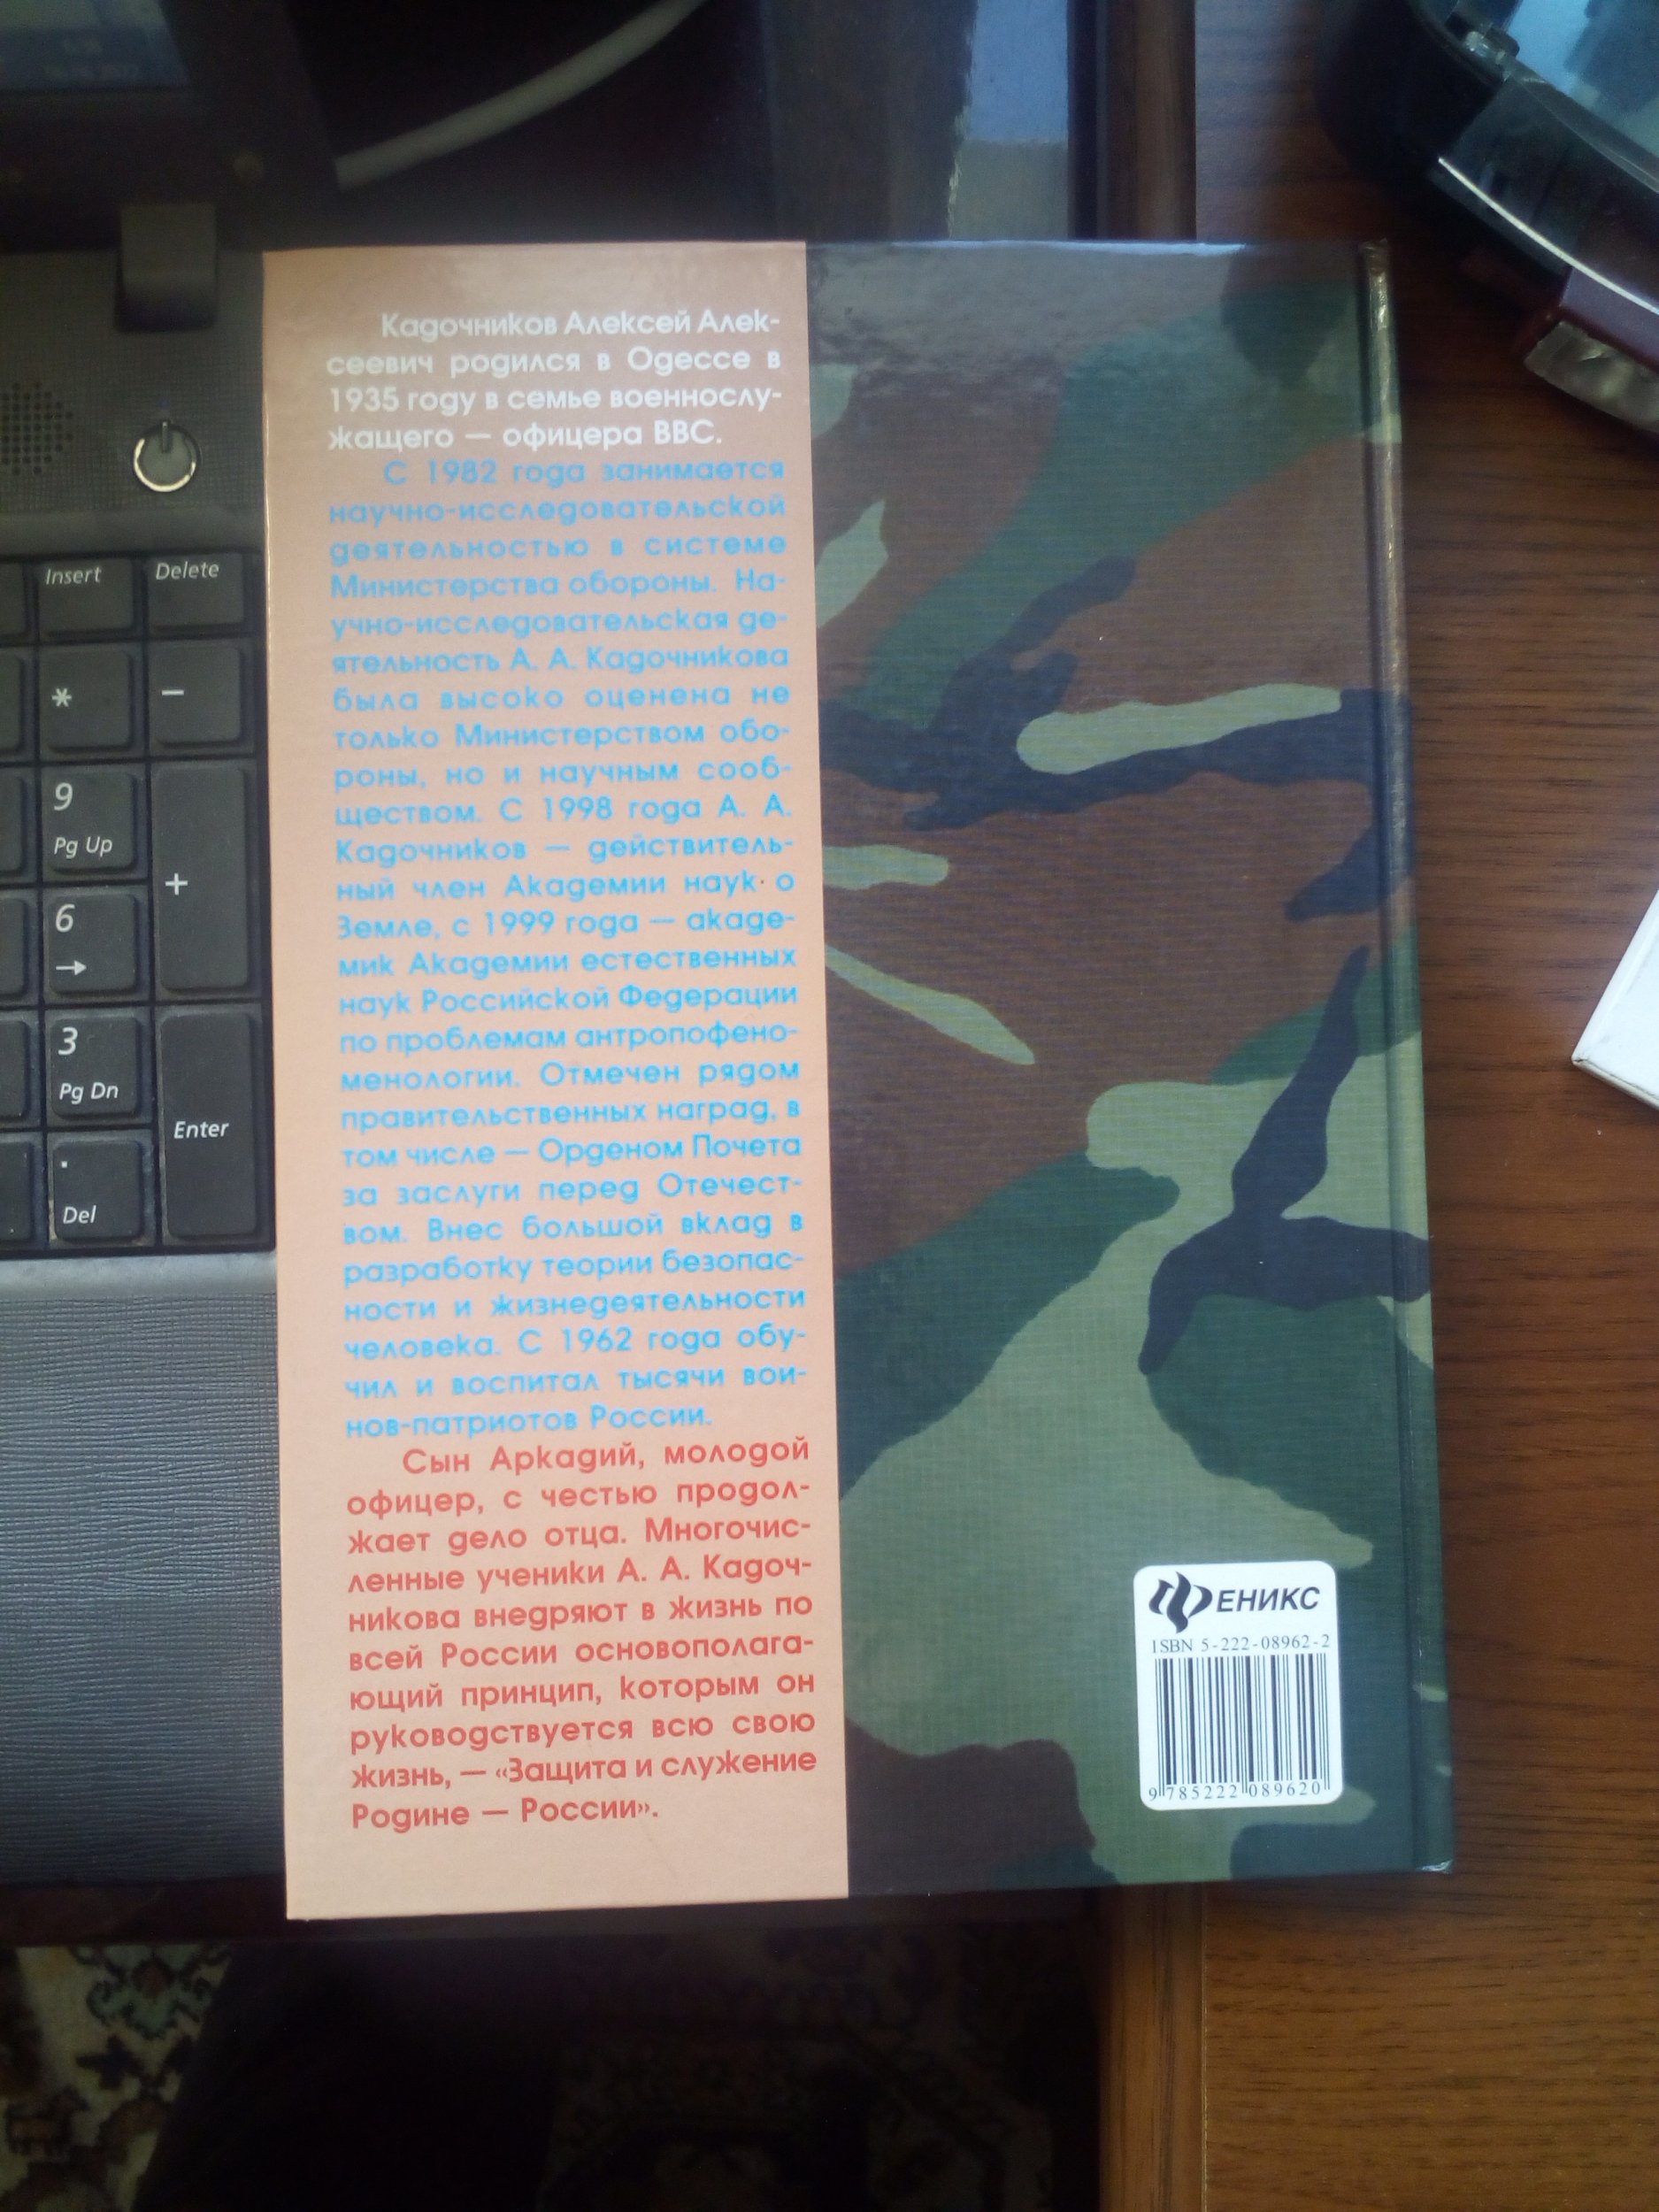 Insert
Delete
*
-
9
Pg Up
+
6
→
3
Pg Dn
Enter
.
Del
Кадочников Алексей Алек-
сеевич родился в Одессе в
1935 году в семье военнослу-
жащего — офицера ВВС.
С 1982 года занимается
научно-исследовательской
деятельностью в системе
Министерства обороны. На-
учно-исследовательская де-
ятельность А. А. Кадочникова
была высоко оценена не
только Министерством обо-
роны, но и научным сооб-
ществом. С 1998 года А. А.
Кадочников — действитель-
ный член Академии наук о
Земле, с 1999 года — акаде-
мик Академии естественных
наук Российской Федерации
по проблемам антропофено-
менологии. Отмечен рядом
правительственных наград, в
том числе — Орденом Почета
за заслуги перед Отечест-
вом. Внес большой вклад в
разработку теории безопас-
ности и жизнедеятельности
человека. С 1962 года обу-
чил и воспитал тысячи вои-
нов-патриотов России.
Сын Аркадий, молодой
офицер, с честью продол-
жает дело отца. Многочис-
ленные ученики А. А. Кадоч-
никова внедряют в жизнь по
всей России основополага-
ющий принцип, которым он
руководствуется всю свою
жизнь, — «Защита и служение
Родине — России».
ФЕНИКС
ISBN 5-222-08962-2
9 785222 089620